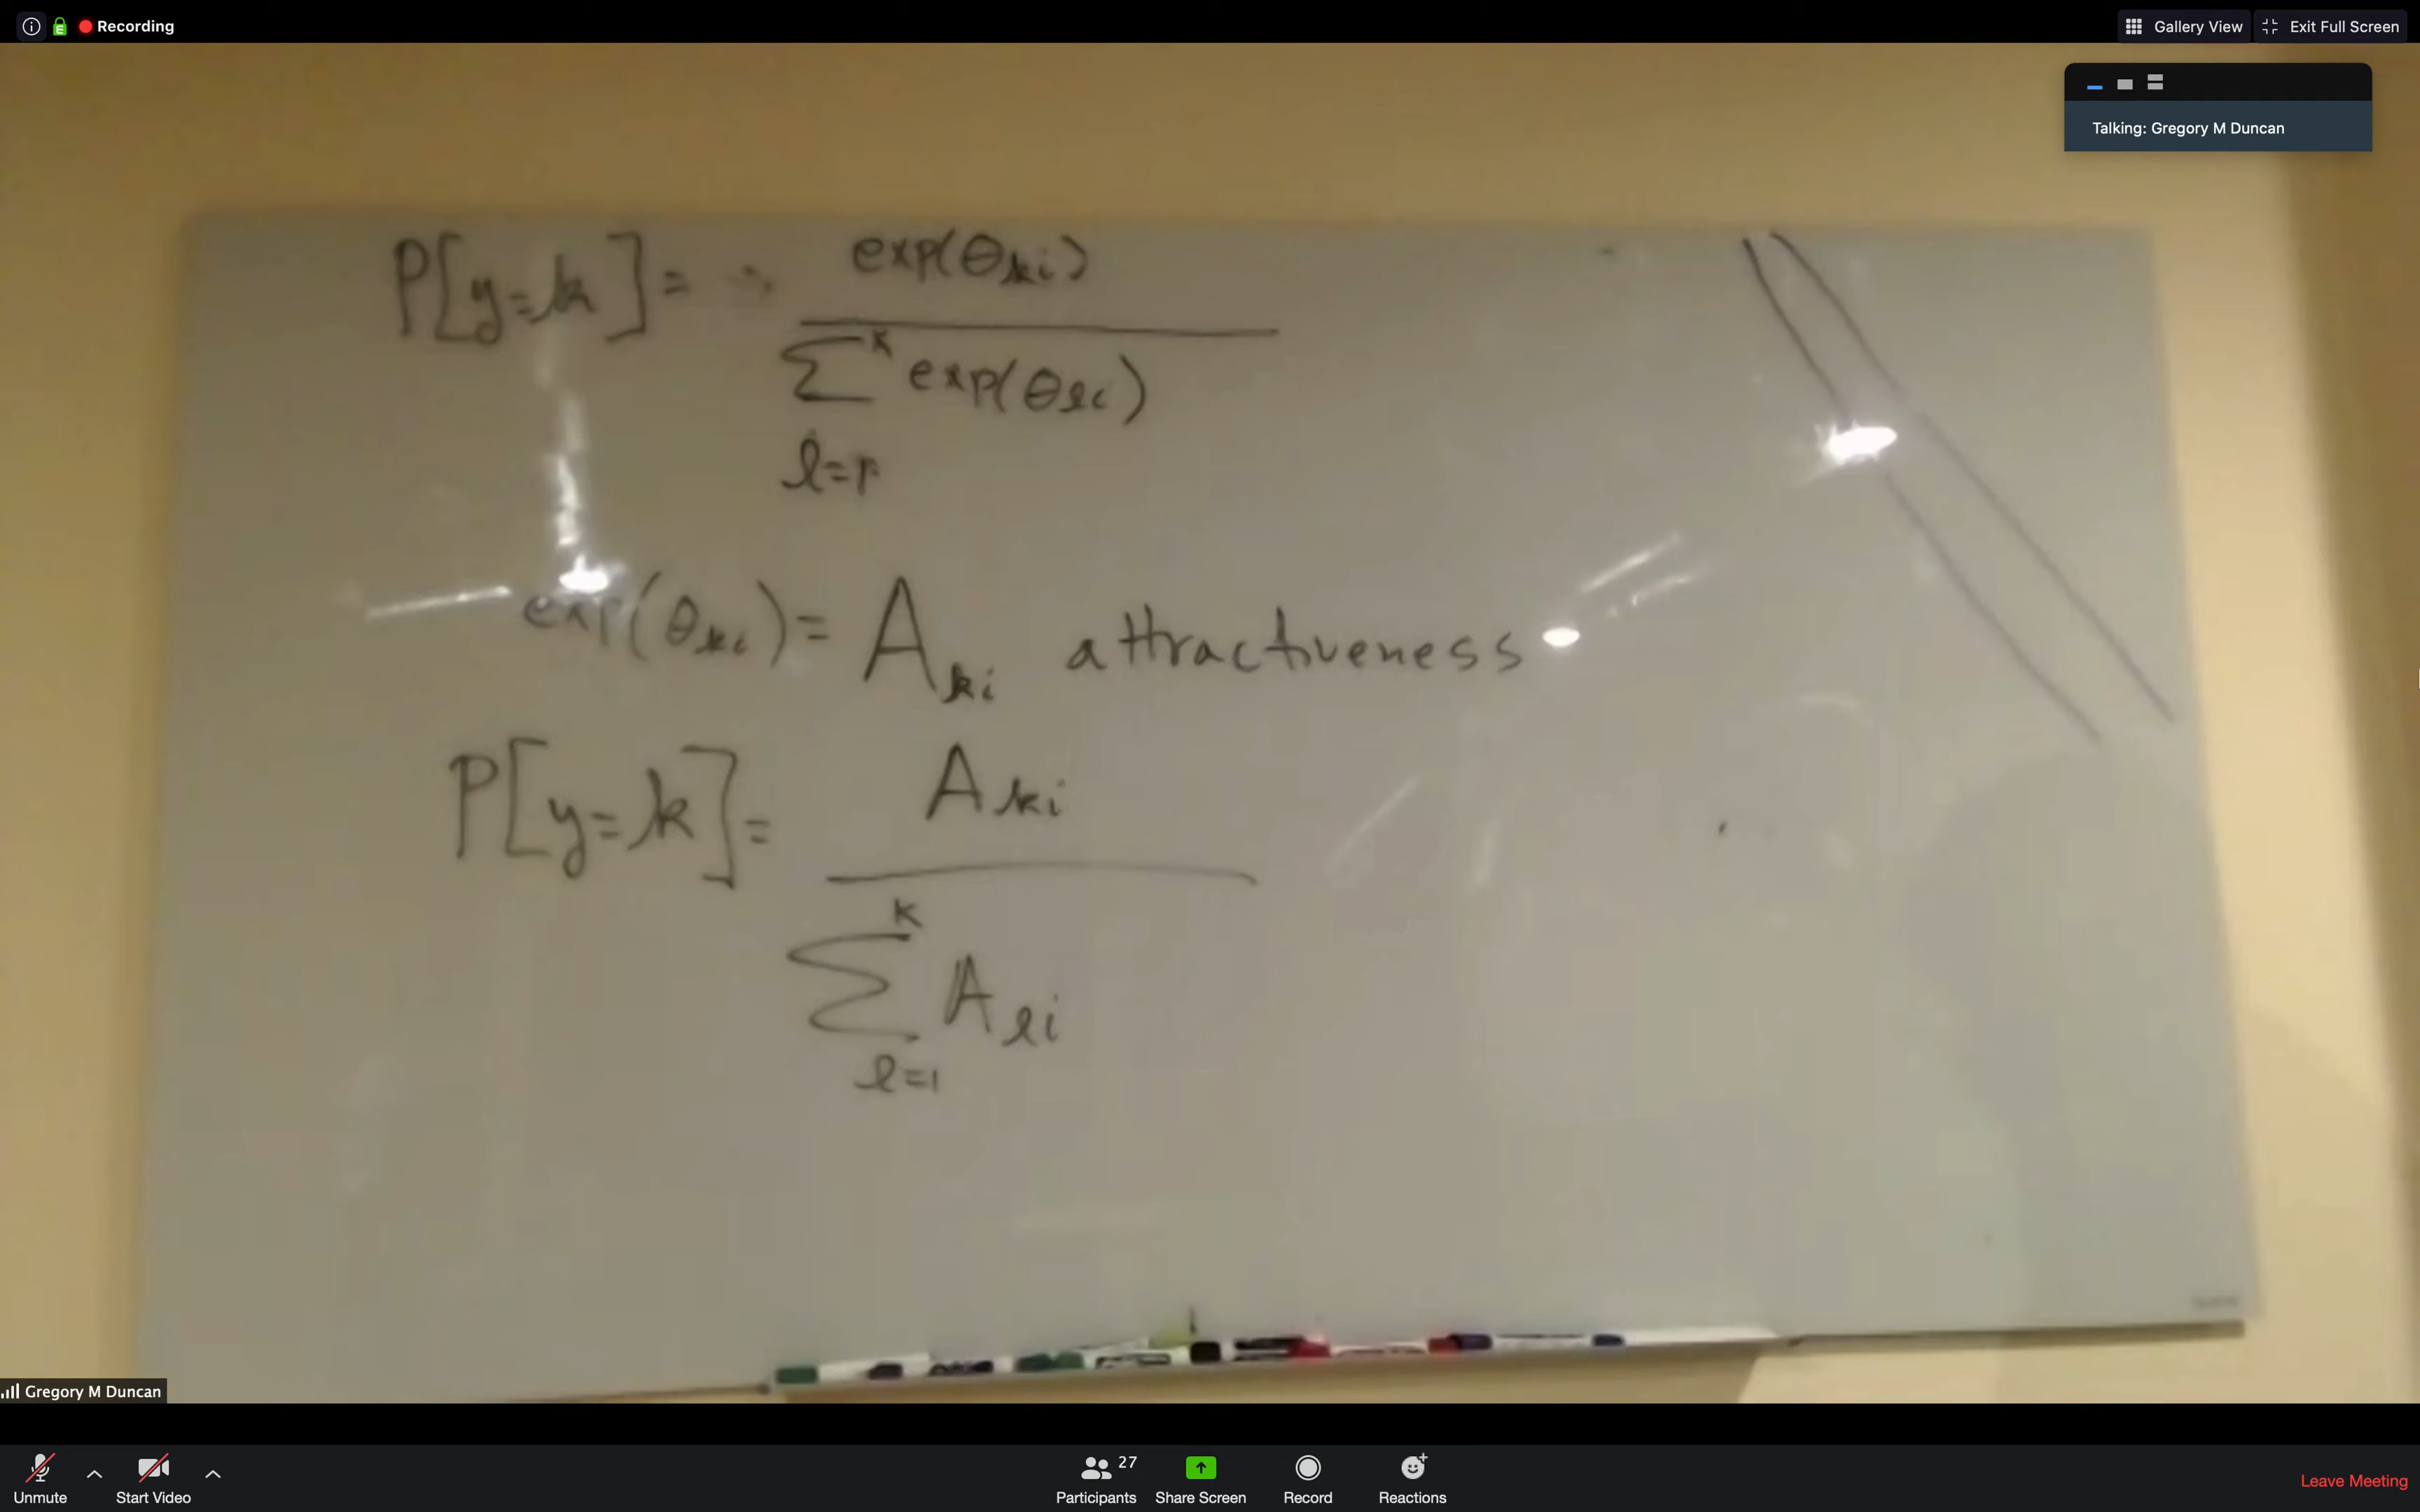 Recording
Gallery View
Exit Full Screen
Talking: Gregory M Duncan
P[y=k] = exp(θki)
K
Σ exp(θℓi)
ℓ=1
exp(θki) = Aki attractiveness
P[y=k] = Aki
K
Σ Aℓi
ℓ=1
Gregory M Duncan
Unmute
Start Video
27
Participants
Share Screen
Record
Reactions
Leave Meeting